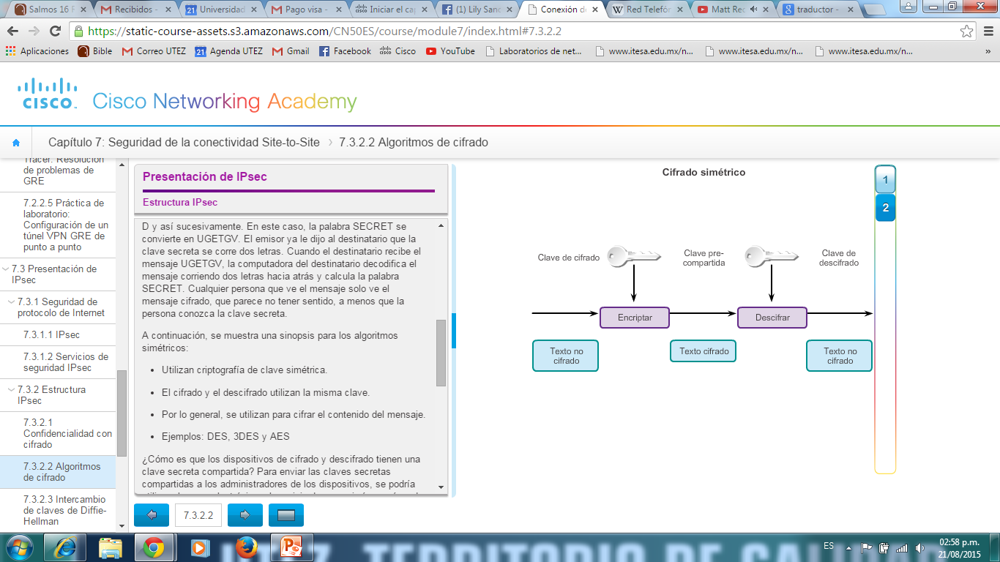 Salmos 16 R
Recibidos -
Universidad
Pago visa -
Iniciar el ca
(1) Lily Sanc
Conexión d
Red Telefón
Matt Rec
traductor -
https://static-course-assets.s3.amazonaws.com/CN50ES/course/module7/index.html#7.3.2.2
Aplicaciones
Bible
Correo UTEZ
21
Agenda UTEZ
Gmail
Facebook
Cisco
YouTube
Laboratorios de net...
www.itesa.edu.mx/n...
www.itesa.edu.mx/n...
www.itesa.edu.mx/n...
»
cisco.
Cisco Networking Academy
Capítulo 7: Seguridad de la conectividad Site-to-Site
7.3.2.2 Algoritmos de cifrado
Tracer: Resolución
de problemas de
GRE
7.2.2.5 Práctica de
laboratorio:
Configuración de un
túnel VPN GRE de
punto a punto
7.3 Presentación de
IPsec
7.3.1 Seguridad de
protocolo de Internet
7.3.1.1 IPsec
7.3.1.2 Servicios de
seguridad IPsec
7.3.2 Estructura
IPsec
7.3.2.1
Confidencialidad con
cifrado
7.3.2.2 Algoritmos
de cifrado
7.3.2.3 Intercambio
de claves de Diffie-
Hellman
Presentación de IPsec
Estructura IPsec
D y así sucesivamente. En este caso, la palabra SECRET se
convierte en UGETGV. El emisor ya le dijo al destinatario que la
clave secreta se corre dos letras. Cuando el destinatario recibe el
mensaje UGETGV, la computadora del destinatario decodifica el
mensaje corriendo dos letras hacia atrás y calcula la palabra
SECRET. Cualquier persona que ve el mensaje solo ve el
mensaje cifrado, que parece no tener sentido, a menos que la
persona conozca la clave secreta.
A continuación, se muestra una sinopsis para los algoritmos
simétricos:
• Utilizan criptografía de clave simétrica.
• El cifrado y el descifrado utilizan la misma clave.
• Por lo general, se utilizan para cifrar el contenido del mensaje.
• Ejemplos: DES, 3DES y AES
¿Cómo es que los dispositivos de cifrado y descifrado tienen una
clave secreta compartida? Para enviar las claves secretas
compartidas a los administradores de los dispositivos, se podría
7.3.2.2
Cifrado simétrico
1
2
Clave de cifrado
Clave pre-
compartida
Clave de
descifrado
Encriptar
Descifrar
Texto no
cifrado
Texto cifrado
Texto no
cifrado
UTEZ, TERRITORIO DE CALIDAD
ES
02:58 p.m.
21/08/2015